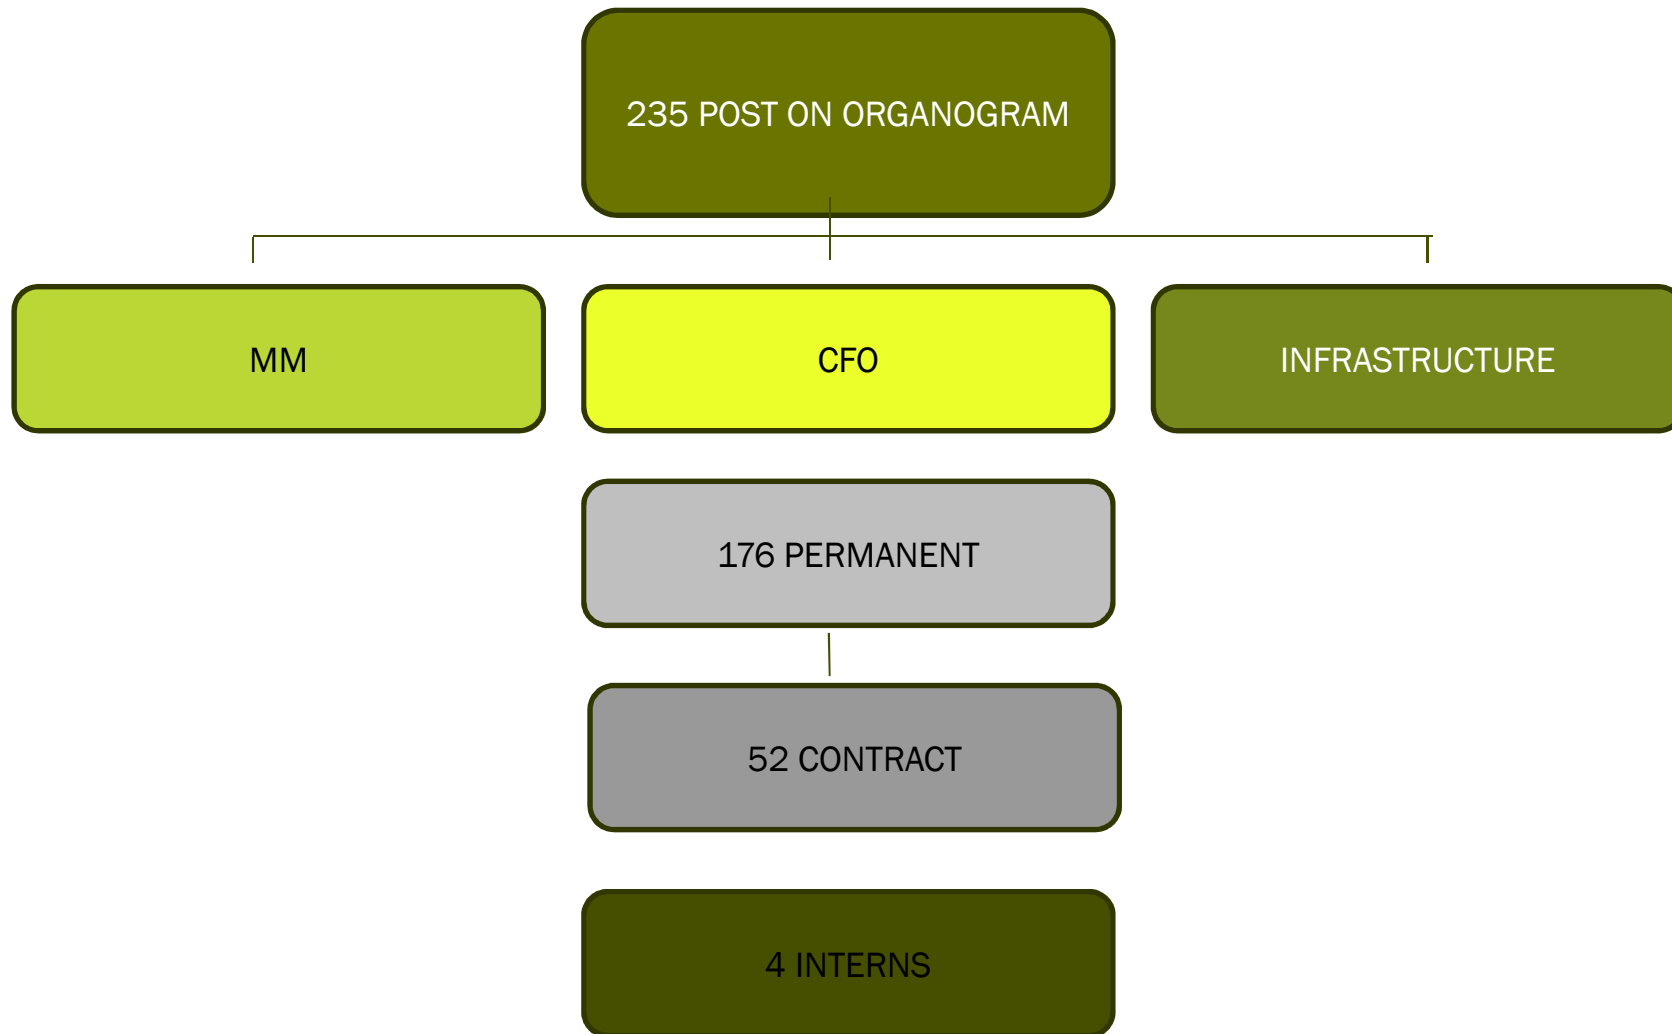 235 POST ON ORGANOGRAM
MM
CFO
INFRASTRUCTURE
176 PERMANENT
52 CONTRACT
4 INTERNS